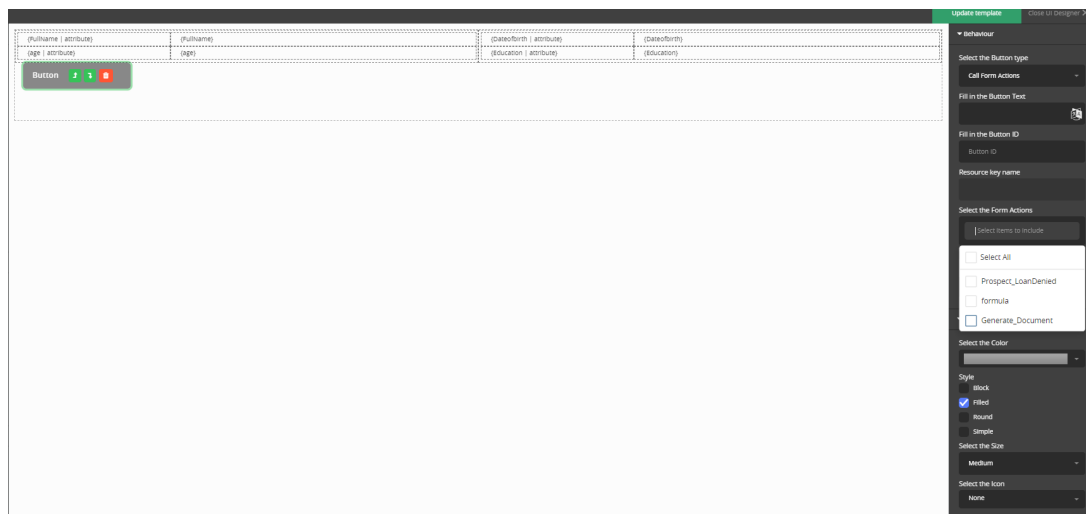 Update template
Close UI Designer
{FullName | attribute}
{FullName}
{Dateofbirth | attribute}
{Dateofbirth}
{age | attribute}
{age}
{Education | attribute}
{Education}
Button
Behaviour
Select the Button type
Call Form Actions
Fill in the Button Text
Fill in the Button ID
Button ID
Resource key name
Select the Form Actions
Select items to include
Select All
Prospect_LoanDenied
formula
Generate_Document
Select the Color
Style
Block
Filled
Round
Simple
Select the Size
Medium
Select the Icon
None